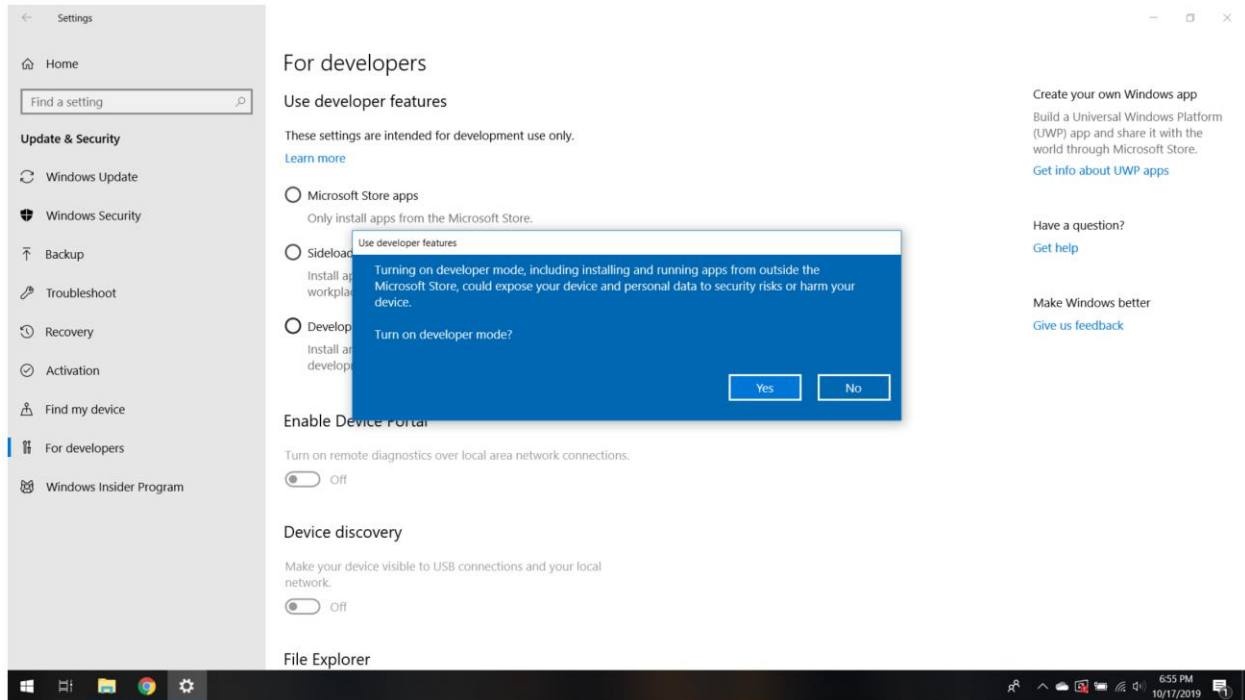 Settings
Home
Find a setting
Update & Security
Windows Update
Windows Security
Backup
Troubleshoot
Recovery
Activation
Find my device
For developers
Windows Insider Program
For developers
Use developer features
These settings are intended for development use only.
Learn more
Microsoft Store apps
Only install apps from the Microsoft Store.
Use developer features
Turning on developer mode, including installing and running apps from outside the
Microsoft Store, could expose your device and personal data to security risks or harm your
device.
Turn on developer mode?
Yes No
Enable Device Portal
Turn on remote diagnostics over local area network connections.
Off
Device discovery
Make your device visible to USB connections and your local
network.
Off
File Explorer
Create your own Windows app
Build a Universal Windows Platform
(UWP) app and share it with the
world through Microsoft Store.
Get info about UWP apps
Have a question?
Get help
Make Windows better
Give us feedback
6:55 PM
10/17/2019